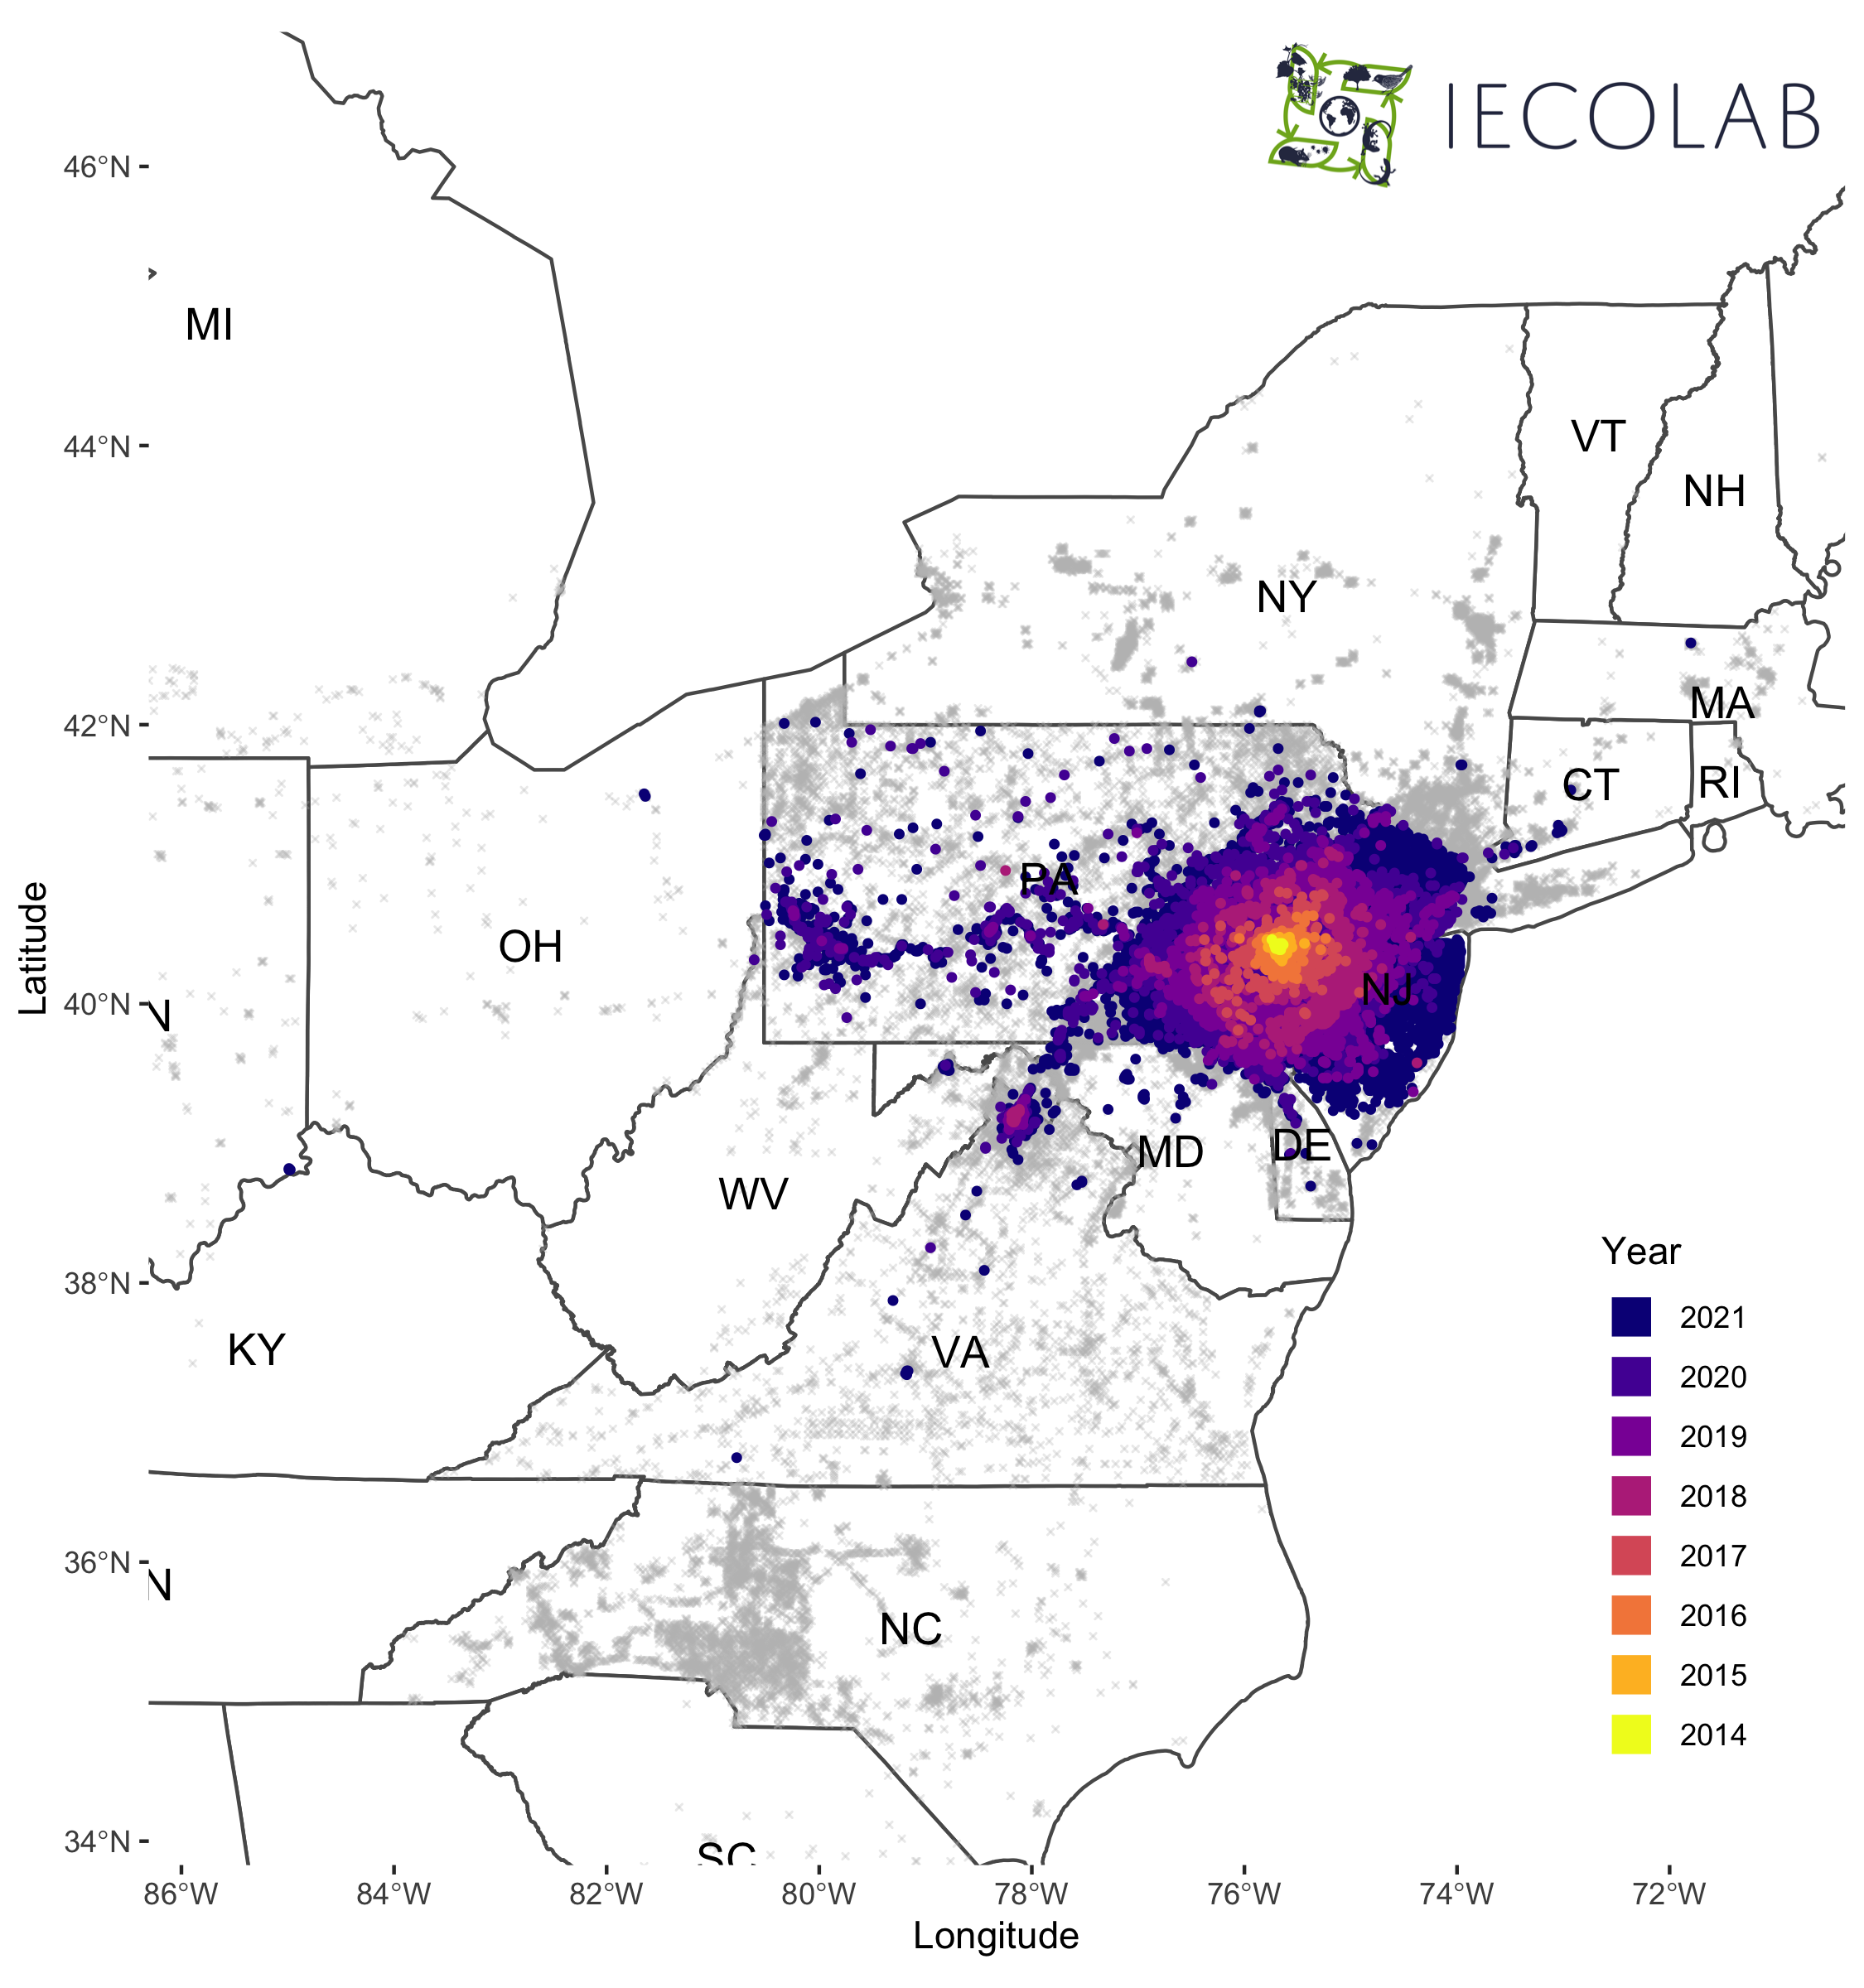 IECOLAB
46°N
MI
44°N
VT
NH
NY
42°N
MA
CT
RI
PA
OH
Latitude
40°N
N
NJ
MD
DE
WV
Year
38°N
2021
KY
VA
2020
2019
2018
36°N
2017
N
NC
2016
2015
2014
34°N
SC
86°W 84°W 82°W 80°W 78°W 76°W 74°W 72°W
Longitude